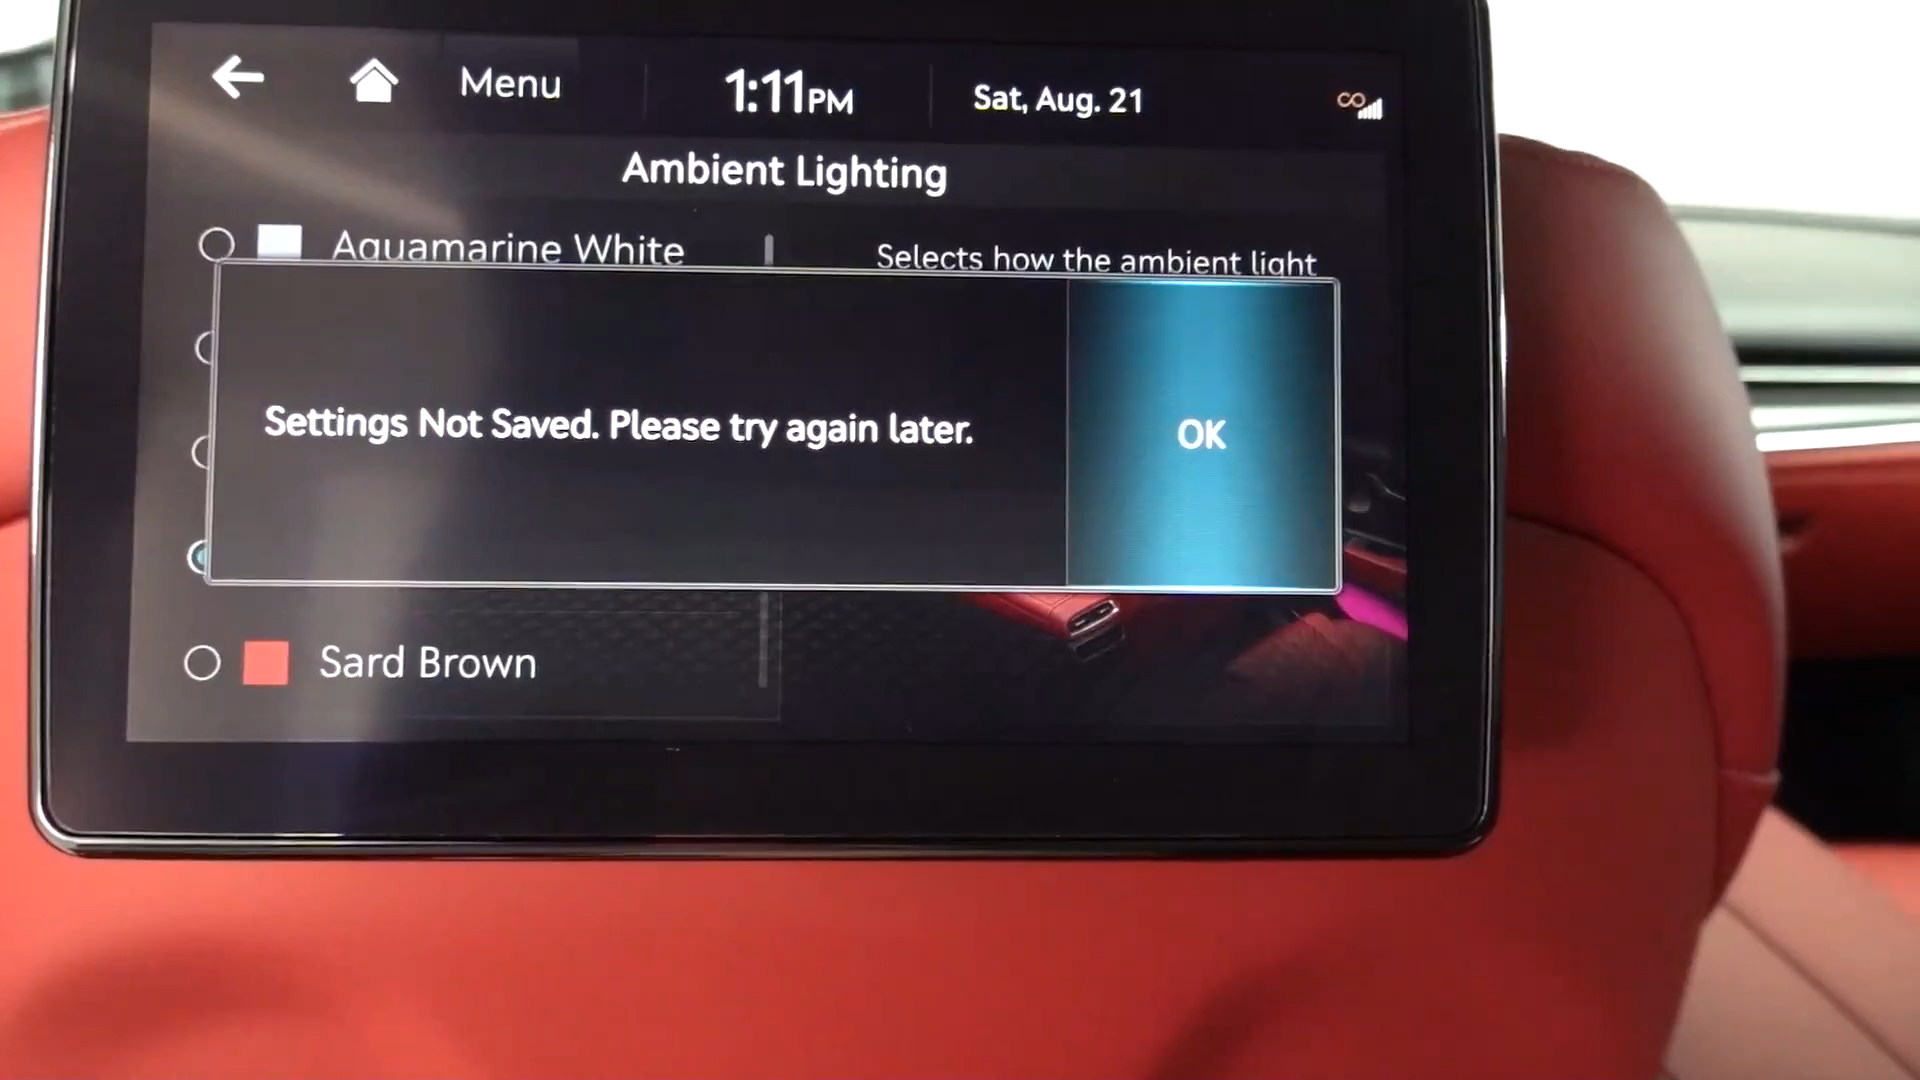 Menu
1:11PM
Sat, Aug. 21
Ambient Lighting
Aquamarine White
Selects how the ambient light
Settings Not Saved. Please try again later.
OK
Sard Brown